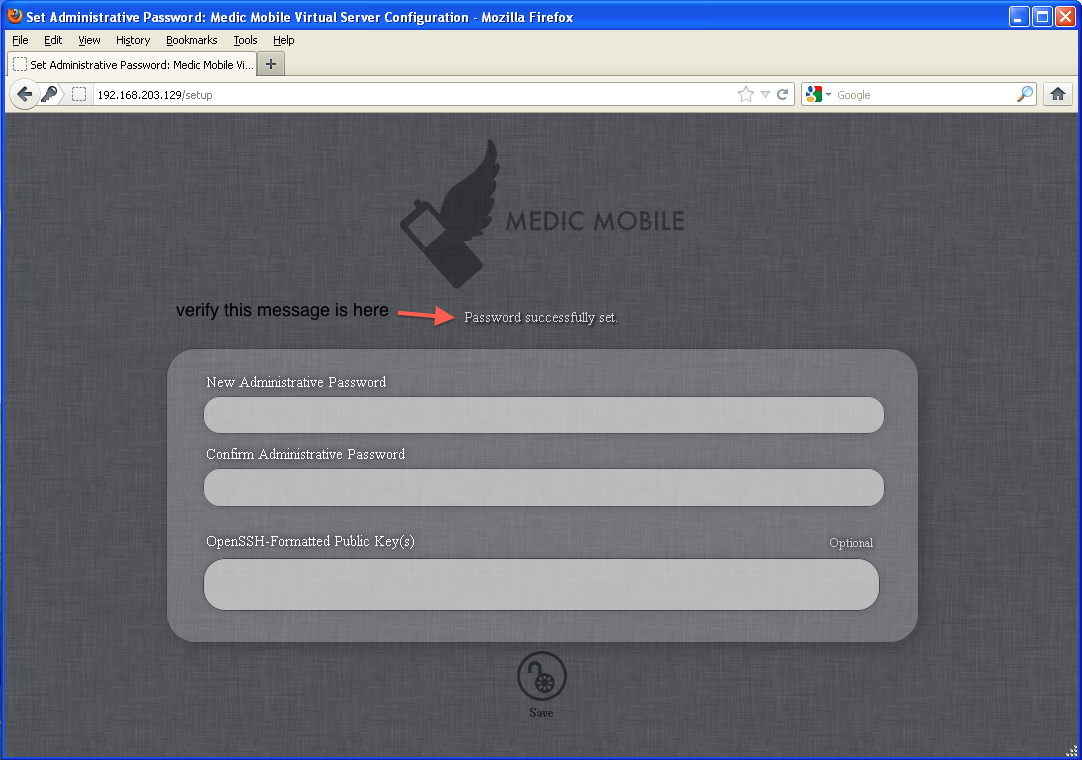 Set Administrative Password: Medic Mobile Virtual Server Configuration - Mozilla Firefox
File Edit View History Bookmarks Tools Help
Set Administrative Password: Medic Mobile Vi...
192.168.203.129/setup
Google
MEDIC MOBILE
verify this message is here
Password successfully set.
New Administrative Password
Confirm Administrative Password
OpenSSH-Formatted Public Key(s)
Optional
Save